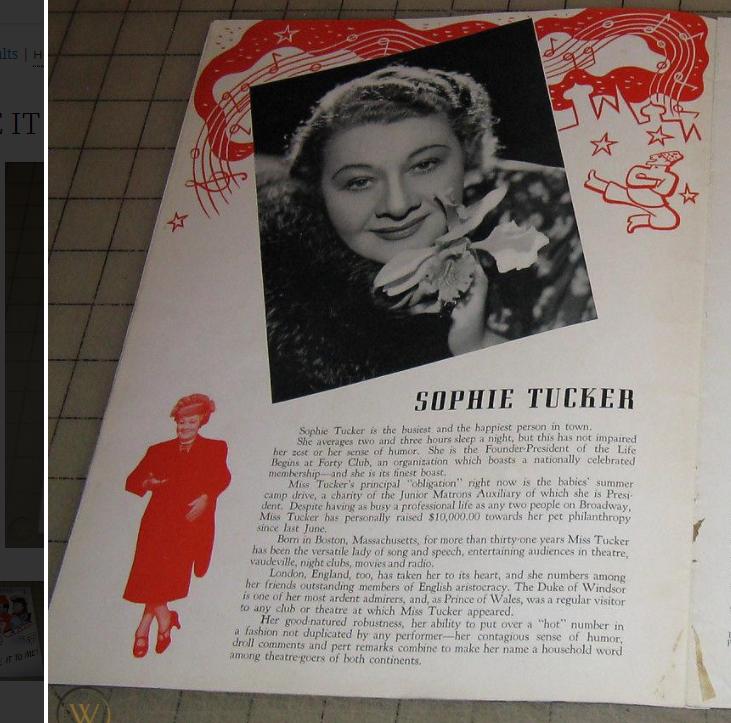 ults | H
E IT
SOPHIE TUCKER
Sophie Tucker is the busiest and the happiest person in town.
She averages two and three hours sleep a night, but this has not impaired
her zest or her sense of humor. She is the Founder-President of the Life
Begins at Forty Club, an organization which boasts a nationally celebrated
membership—and she is its finest boast.
Miss Tucker's principal "obligation" right now is the babies' summer
camp drive, a charity of the Junior Matrons Auxiliary of which she is Presi-
dent. Despite having as busy a professional life as any two people on Broadway,
Miss Tucker has personally raised $10,000.00 towards her pet philanthropy
since last June.
Born in Boston, Massachusetts, for more than thirty-one years Miss Tucker
has been the versatile lady of song and speech, entertaining audiences in theatre,
vaudeville, night clubs, movies and radio.
London, England, too, has taken her to its heart, and she numbers among
her friends outstanding members of English aristocracy. The Duke of Windsor
is one of her most ardent admirers, and, as Prince of Wales, was a regular visitor
to any club or theatre at which Miss Tucker appeared.
Her good-natured robustness, her ability to put over a "hot" number in
a fashion not duplicated by any performer—her contagious sense of humor,
droll comments and pert remarks combine to make her name a household word
among theatre-goers of both continents.
E IT TO ME!
W